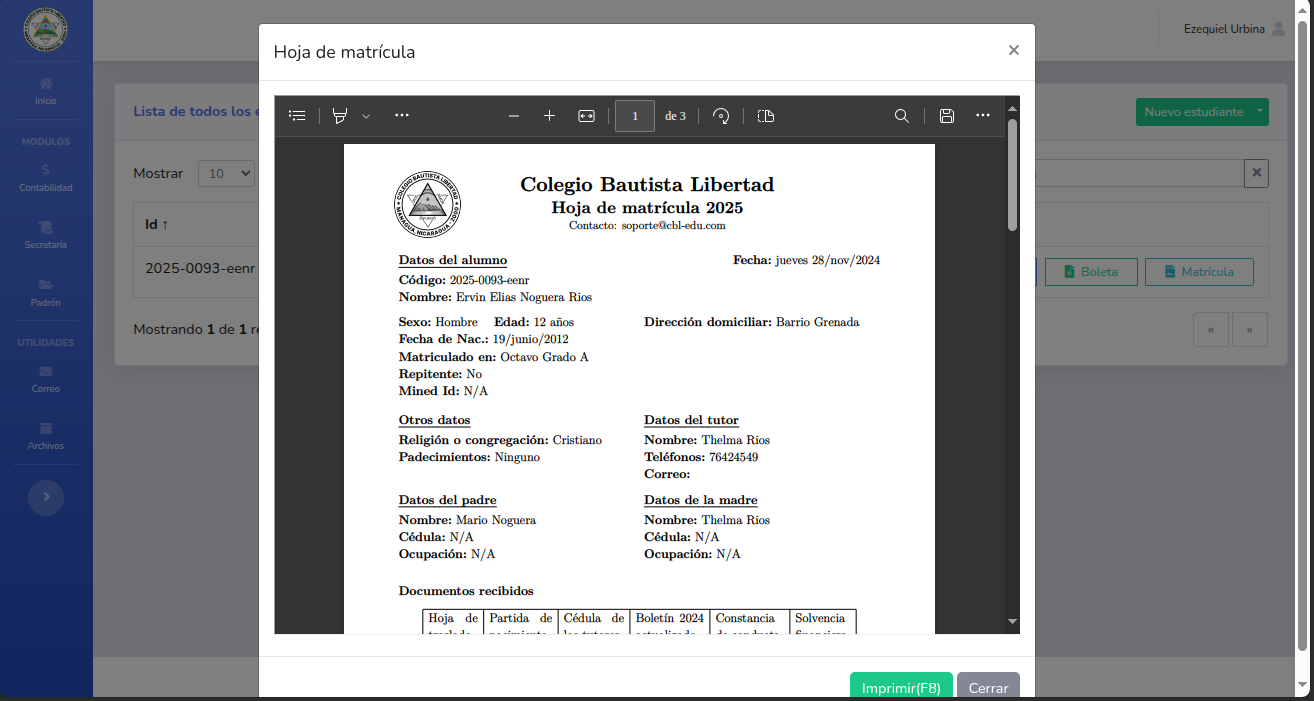 Ezequiel Urbina
Inicio
MODULOS
Contabilidad
Secretaría
Padrón
UTILIDADES
Correo
Archivos
Lista de todos los e
Nuevo estudiante
Mostrar 10
Id ↑
2025-0093-eenr
Boleta
Matrícula
Mostrando 1 de 1 re
«
»
Hoja de matrícula
×
1 de 3
COLEGIO BAUTISTA LIBERTAD
MANAGUA, NICARAGUA - 2000
Colegio Bautista Libertad
Hoja de matrícula 2025
Contacto: soporte@cbl-edu.com
Datos del alumno
Fecha: jueves 28/nov/2024
Código: 2025-0093-eenr
Nombre: Ervin Elias Noguera Rios
Sexo: Hombre Edad: 12 años
Dirección domiciliar: Barrio Grenada
Fecha de Nac.: 19/junio/2012
Matriculado en: Octavo Grado A
Repitente: No
Mined Id: N/A
Otros datos
Religión o congregación: Cristiano
Padecimientos: Ninguno
Datos del tutor
Nombre: Thelma Rios
Teléfonos: 76424549
Correo:
Datos del padre
Nombre: Mario Noguera
Cédula: N/A
Ocupación: N/A
Datos de la madre
Nombre: Thelma Rios
Cédula: N/A
Ocupación: N/A
Documentos recibidos
Hoja de
Partida de
Cédula de
Boletín 2024
Constancia
Solvencia
Imprimir(F8)
Cerrar